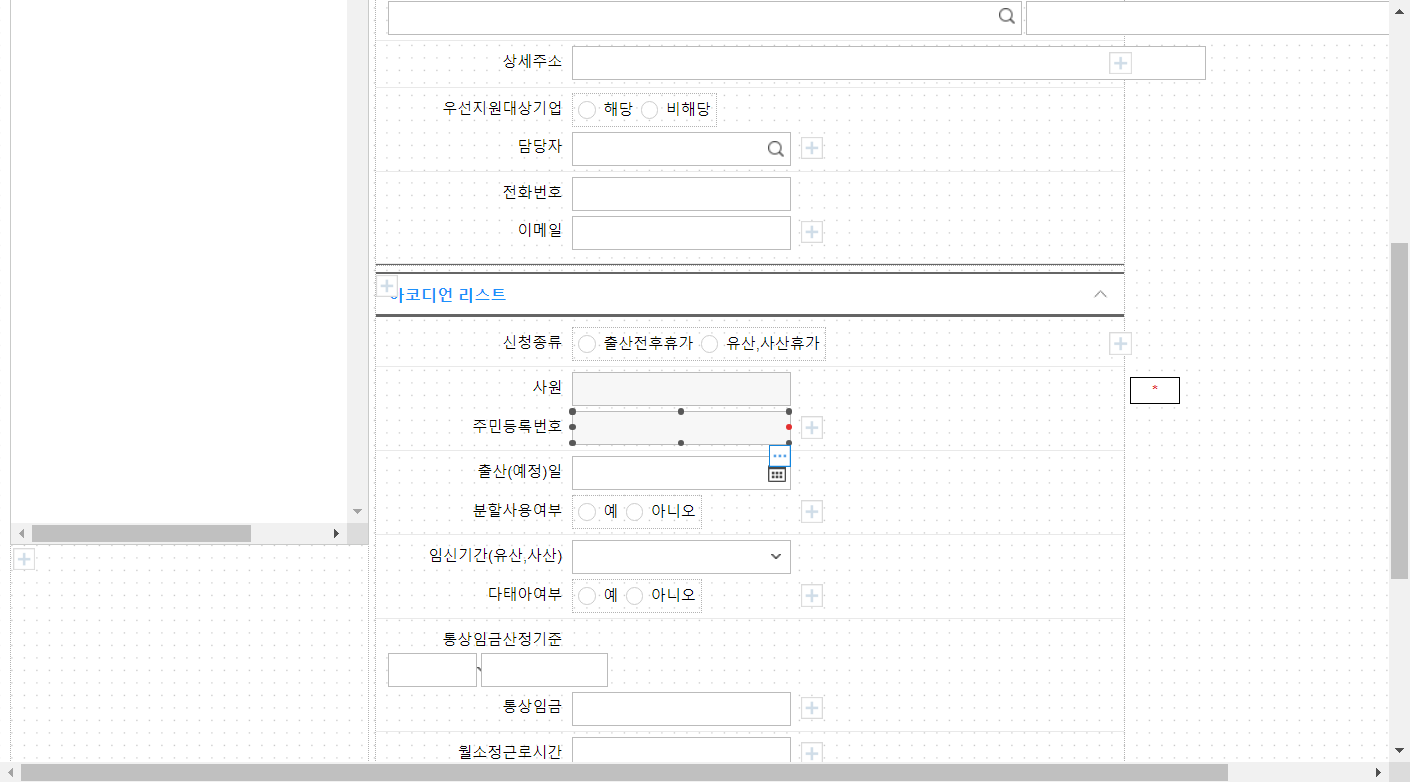 상세주소
우선지원대상기업 해당 비해당
담당자
전화번호
이메일
아코디언 리스트
신청종류 출산전후휴가 유산,사산휴가
사원 *
주민등록번호
출산(예정)일
분할사용여부 예 아니오
임신기간(유산,사산)
다태아여부 예 아니오
통상임금산정기준
통상임금
월소정근로시간